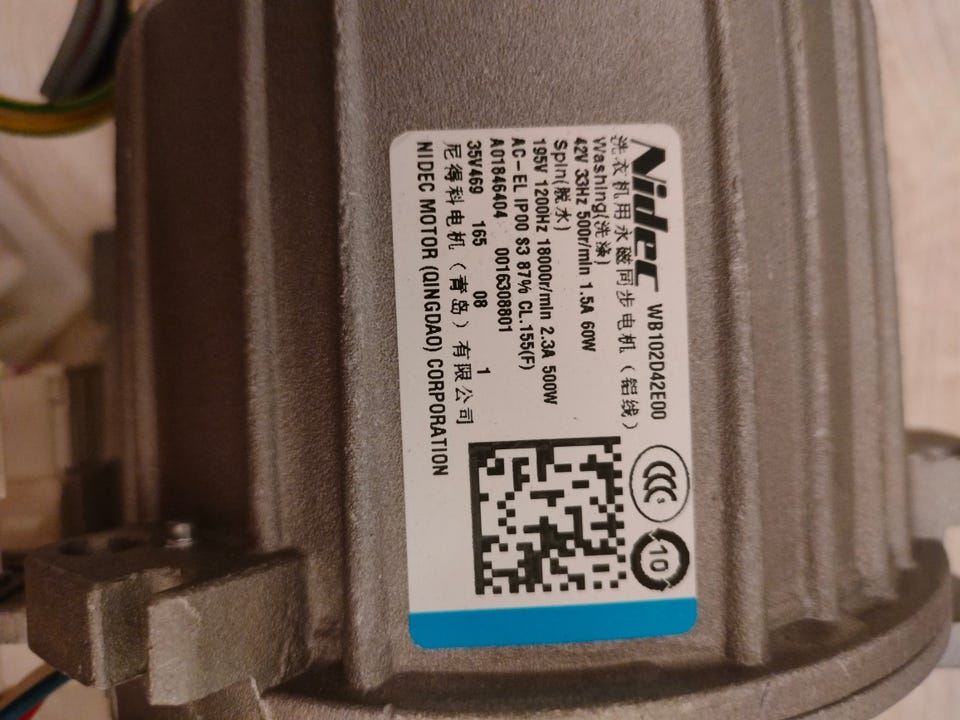 Nidec WB102D42E00
洗衣机用永磁同步电机（铝线）
Washing(洗涤)
42V 33Hz 500r/min 1.5A 60W
Spin(脱水)
195V 1200Hz 18000r/min 2.3A 500W
AC-EL IP00 S3 87% CL.155(F)
A01846404 0016308801
35V469 165 08 1
尼得科电机（青岛）有限公司
NIDEC MOTOR (QINGDAO) CORPORATION
CCC S
10